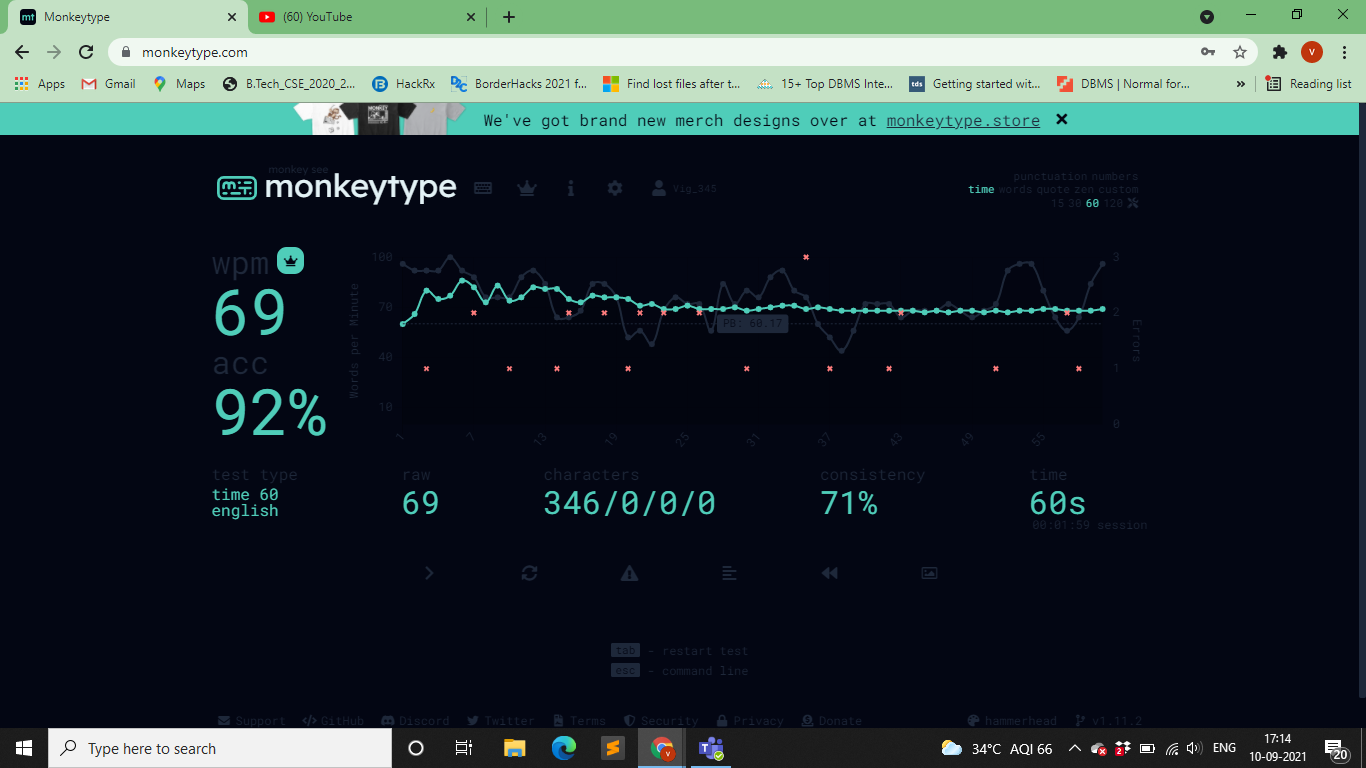 Monkeytype
(60) YouTube
monkeytype.com
V
Apps
Gmail
Maps
B.Tech_CSE_2020_2...
HackRx
BorderHacks 2021 f...
Find lost files after t...
15+ Top DBMS Inte...
tds
Getting started wit...
DBMS | Normal for...
»
Reading list
We've got brand new merch designs over at monkeytype.store
monkey see
monkeytype
Vig_345
punctuation numbers
time words quote zen custom
15 30 60 120
wpm
69
acc
92%
Words per Minute
100
70
40
10
PB: 60.17
3
2
1
0
Errors
1 7 13 19 25 31 37 43 49 55
test type
time 60
english
raw
69
characters
346/0/0/0
consistency
71%
time
60s
00:01:59 session
tab - restart test
esc - command line
Support GitHub Discord Twitter Terms Security Privacy Donate
hammerhead v1.11.2
Type here to search
34°C AQI 66
ENG
17:14
10-09-2021
20